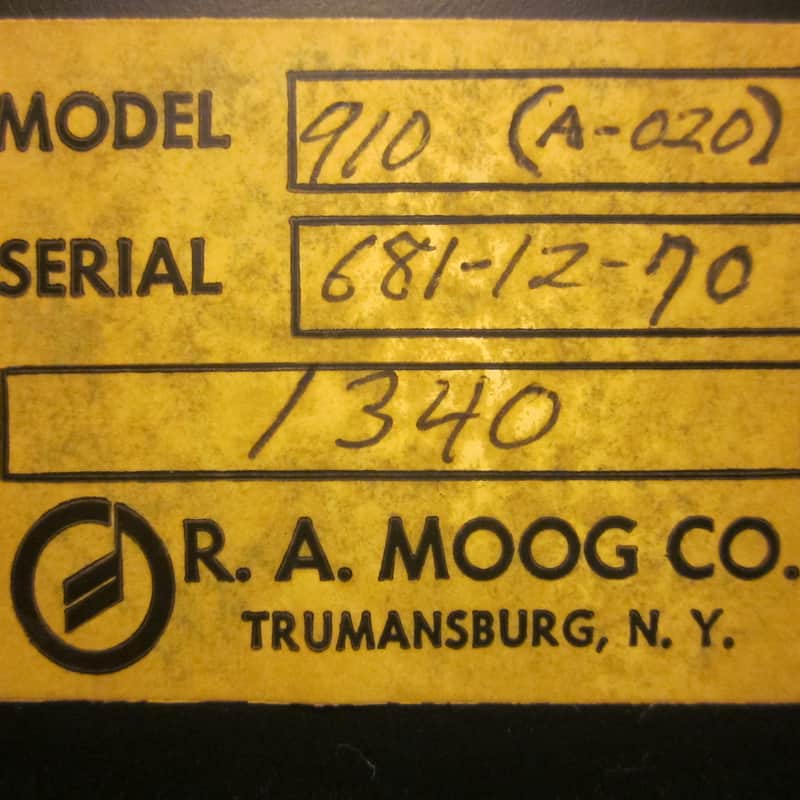 MODEL 910 (A-020)
SERIAL 681-12-70
1340
R. A. MOOG CO.
TRUMANSBURG, N. Y.